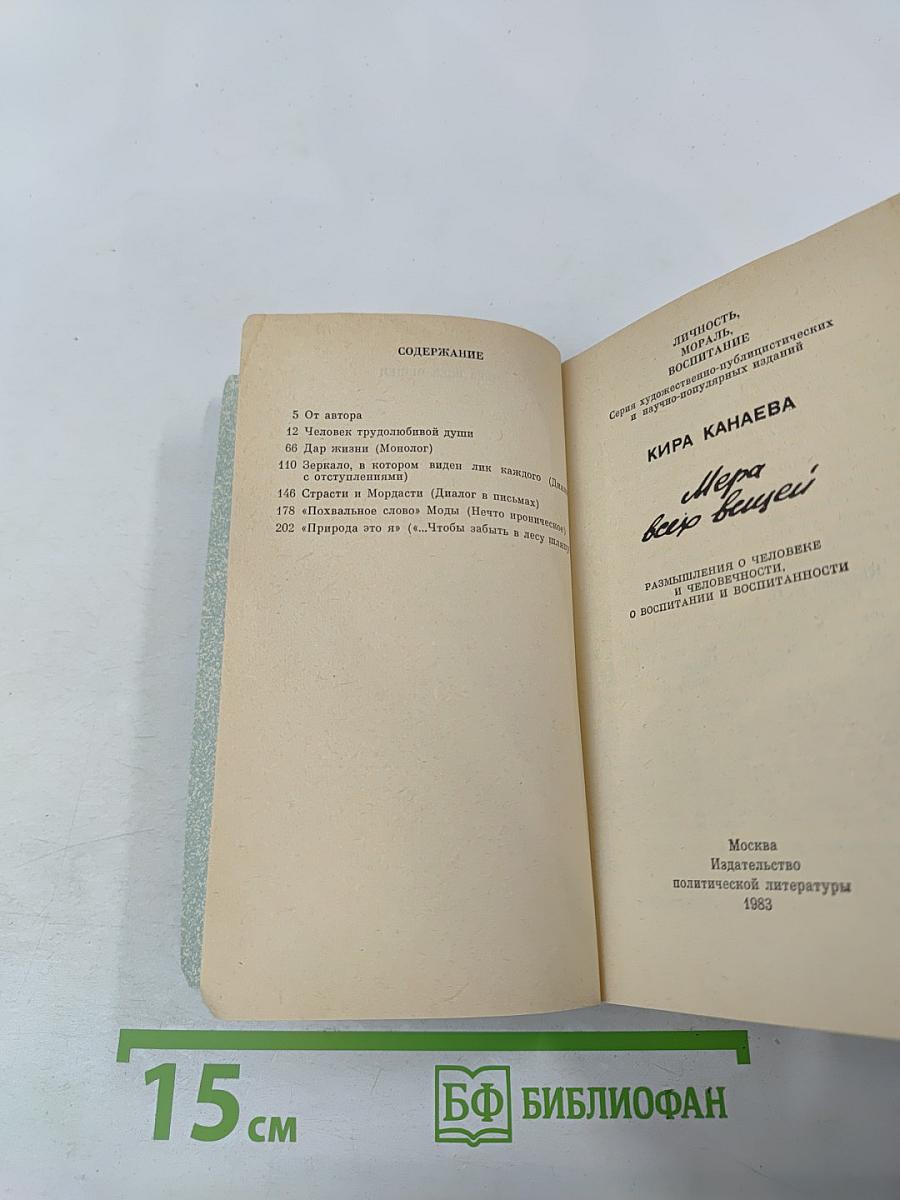 СОДЕРЖАНИЕ
5 От автора
12 Человек трудолюбивой души
66 Дар жизни (Монолог)
110 Зеркало, в котором виден лик каждого
с отступлениями)
146 Страсти и Мордасти (Диалог в письмах)
178 «Похвальное слово» Моды (Нечто ироническое)
202 «Природа это я» («...Чтобы забыть в лесу
ЛИЧНОСТЬ,
МОРАЛЬ,
ВОСПИТАНИЕ
Серия художественно-публицистических
и научно-популярных изданий
КИРА КАНАЕВА
Мера
всех вещей
РАЗМЫШЛЕНИЯ О ЧЕЛОВЕКЕ
И ЧЕЛОВЕЧНОСТИ,
О ВОСПИТАНИИ И ВОСПИТАННОСТИ
Москва
Издательство
политической литературы
1983
15 см
БФ БИБЛИОФАН